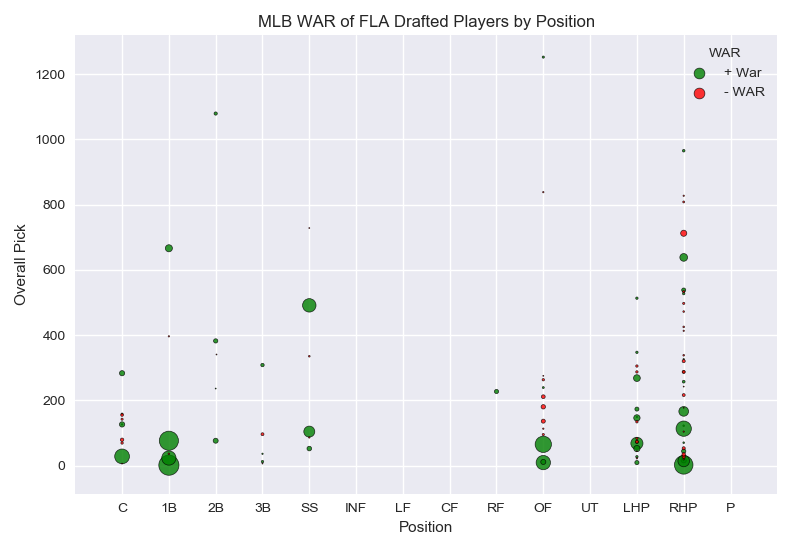 MLB WAR of FLA Drafted Players by Position
WAR
+ War
- WAR
1200
1000
800
600
400
200
0
Overall Pick
C 1B 2B 3B SS INF LF CF RF OF UT LHP RHP P
Position